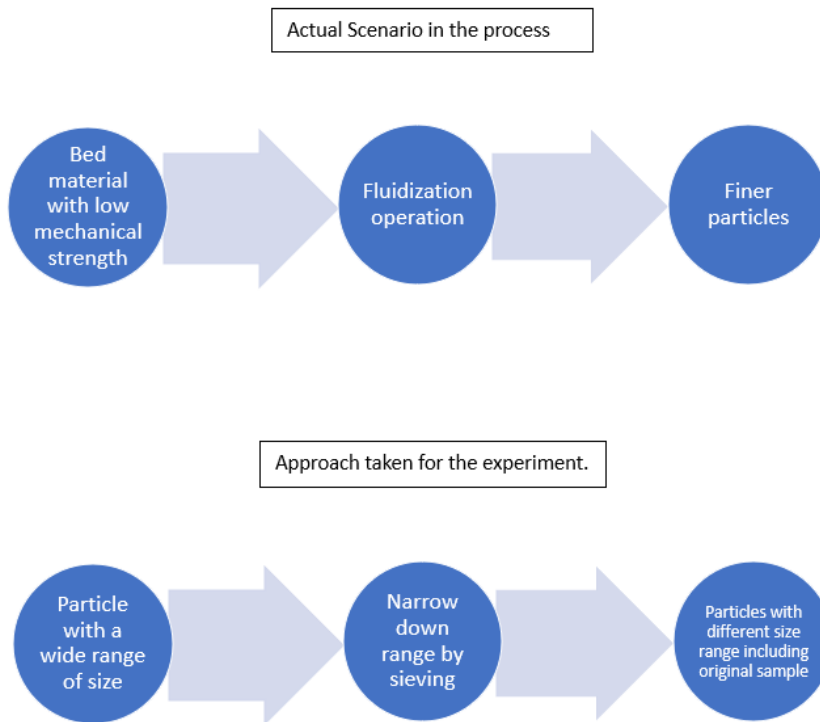 Actual Scenario in the process
Bed
material
with low
mechanical
strength
Fluidization
operation
Finer
particles
Approach taken for the experiment.
Particle
with a
wide range
of size
Narrow
down
range by
sieving
Particles with
different size
range including
original sample